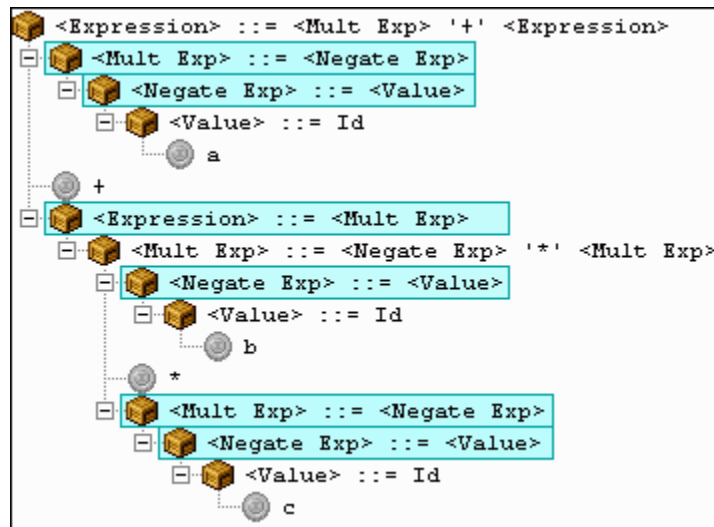 <Expression> ::= <Mult Exp> '+' <Expression>
<Mult Exp> ::= <Negate Exp>
<Negate Exp> ::= <Value>
<Value> ::= Id
a
+
<Expression> ::= <Mult Exp>
<Mult Exp> ::= <Negate Exp> '*' <Mult Exp>
<Negate Exp> ::= <Value>
<Value> ::= Id
b
*
<Mult Exp> ::= <Negate Exp>
<Negate Exp> ::= <Value>
<Value> ::= Id
c